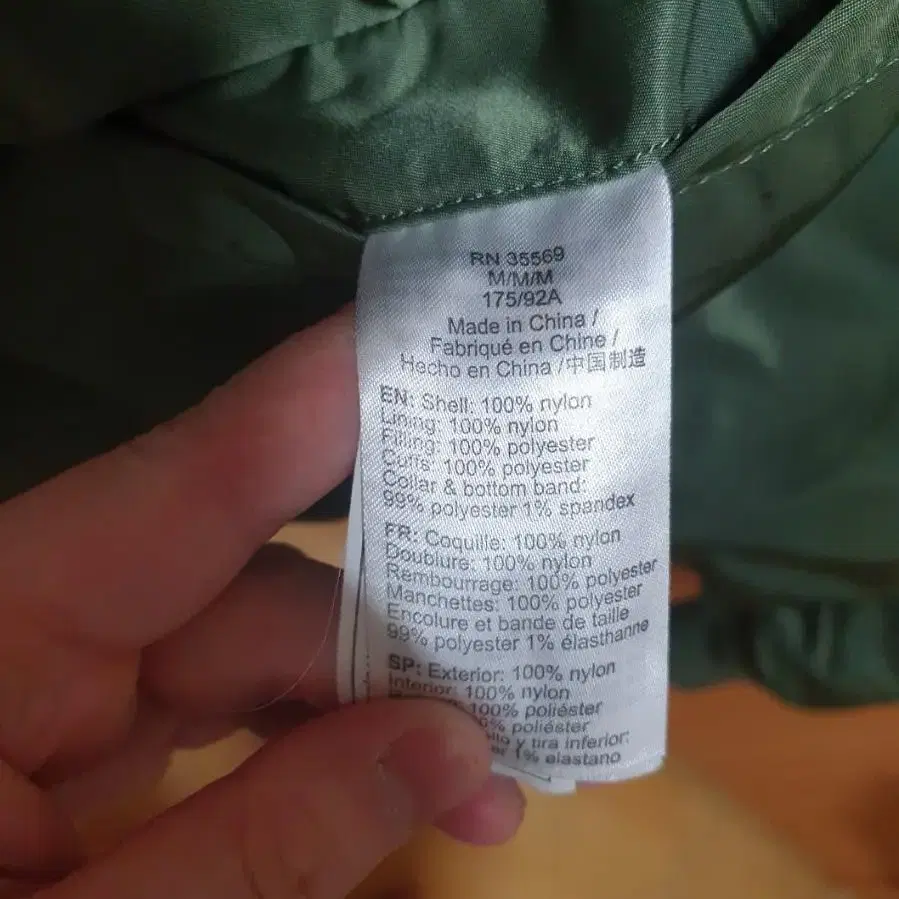 RN 35569
M/M/M
175/92A
Made in China /
Fabriqué en Chine /
Hecho en China /中国制造
EN: Shell: 100% nylon
Lining: 100% nylon
Filling: 100% polyester
Cuffs: 100% polyester
Collar & bottom band:
99% polyester 1% spandex
FR: Coquille: 100% nylon
Doublure: 100% nylon
Rembourrage: 100% polyester
Manchettes: 100% polyester
Encolure et bande de taille
99% polyester 1% élasthanne
SP: Exterior: 100% nylon
Interior: 100% nylon
100% poliéster
poliéster
y tira inferior:
1% elastano